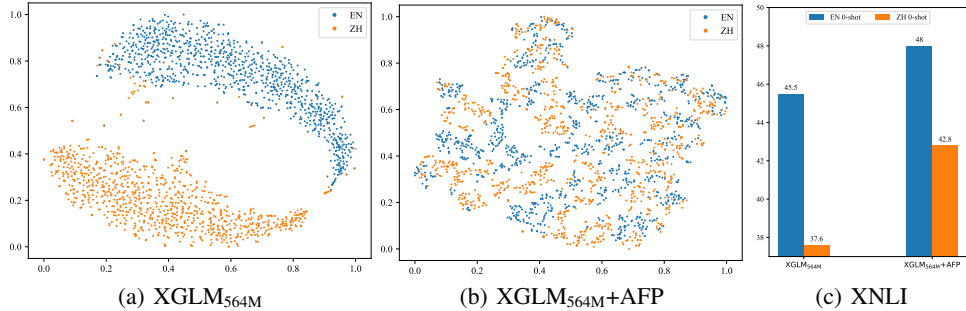 EN
ZH
1.0
0.8
0.6
0.4
0.2
0.0
0.0 0.2 0.4 0.6 0.8 1.0
(a) XGLM564M
EN
ZH
1.0
0.8
0.6
0.4
0.2
0.0
0.0 0.2 0.4 0.6 0.8 1.0
(b) XGLM564M+AFP
EN 0-shot
ZH 0-shot
50
48
46
44
42
40
38
45.5
37.6
48
42.8
XGLM564M XGLM564M+AFP
(c) XNLI